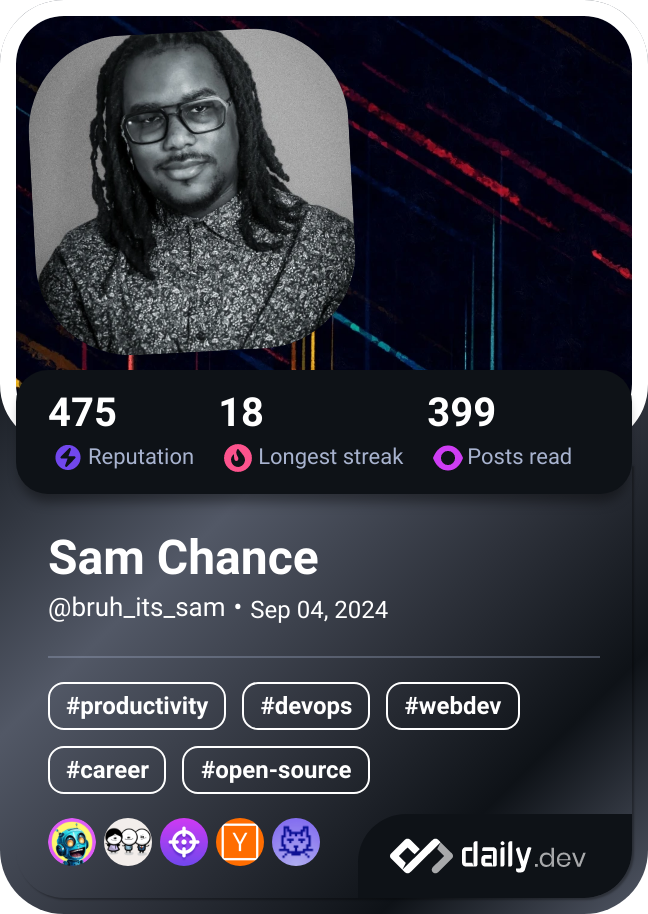 475 18 399
Reputation Longest streak Posts read
Sam Chance
@bruh_its_sam • Sep 04, 2024
#productivity #devops #webdev
#career #open-source
Y
daily.dev